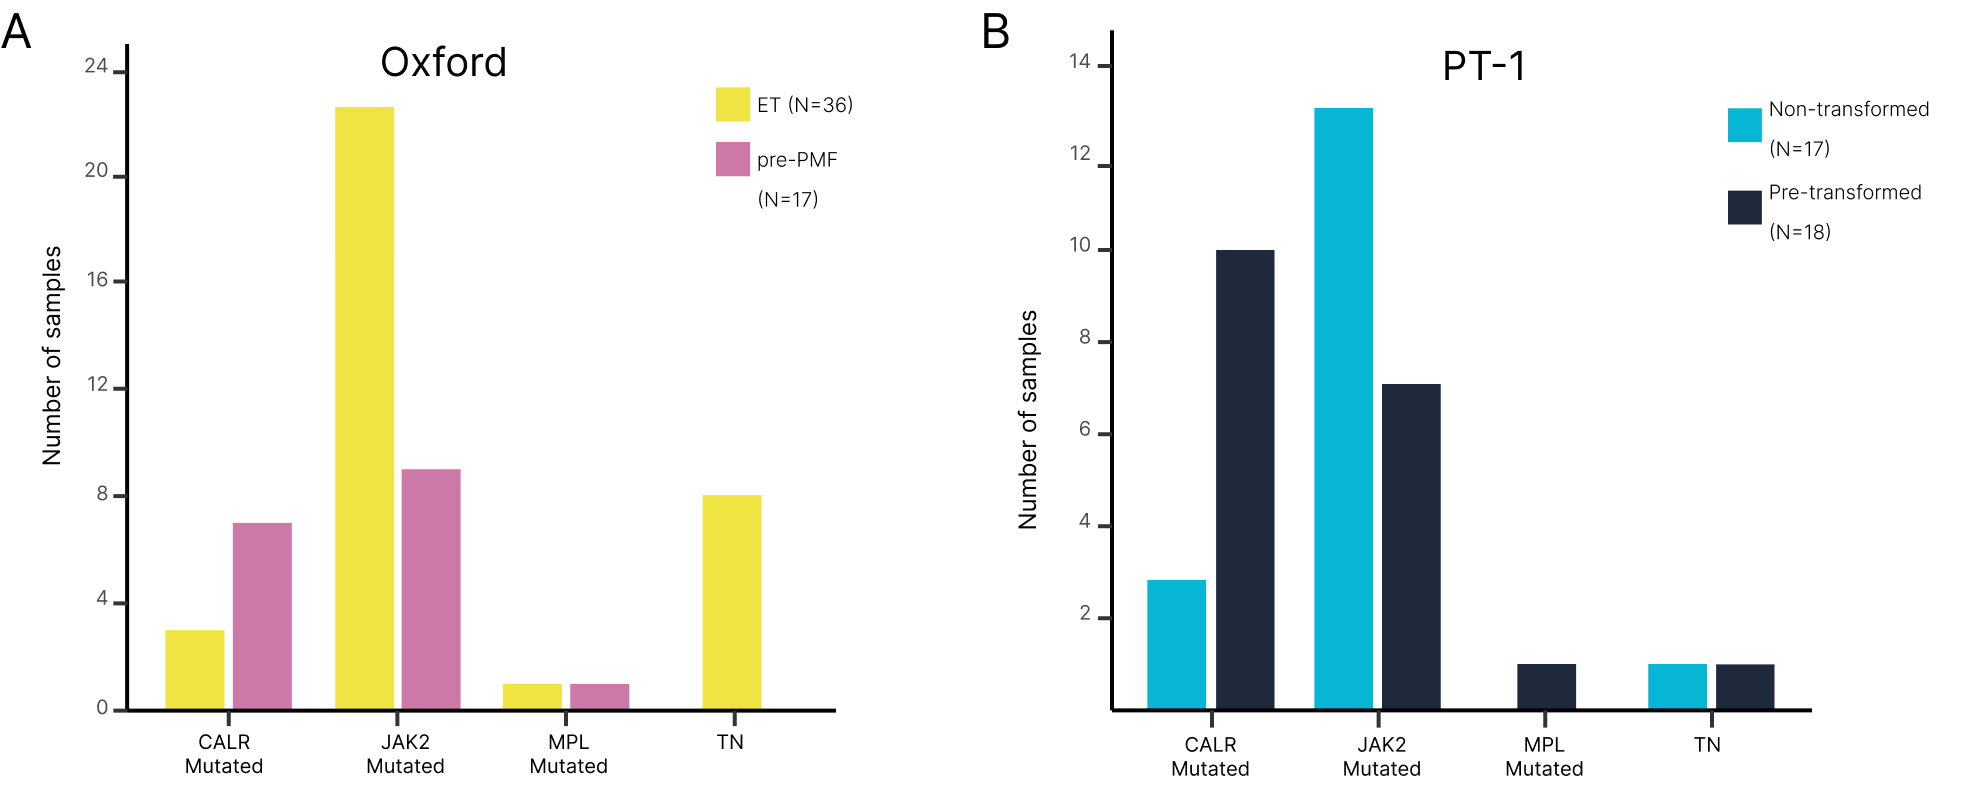 A
Oxford
24
20
16
12
8
4
0
Number of samples
ET (N=36)
pre-PMF
(N=17)
CALR
Mutated
JAK2
Mutated
MPL
Mutated
TN
B
PT-1
14
12
10
8
6
4
2
Number of samples
Non-transformed
(N=17)
Pre-transformed
(N=18)
CALR
Mutated
JAK2
Mutated
MPL
Mutated
TN